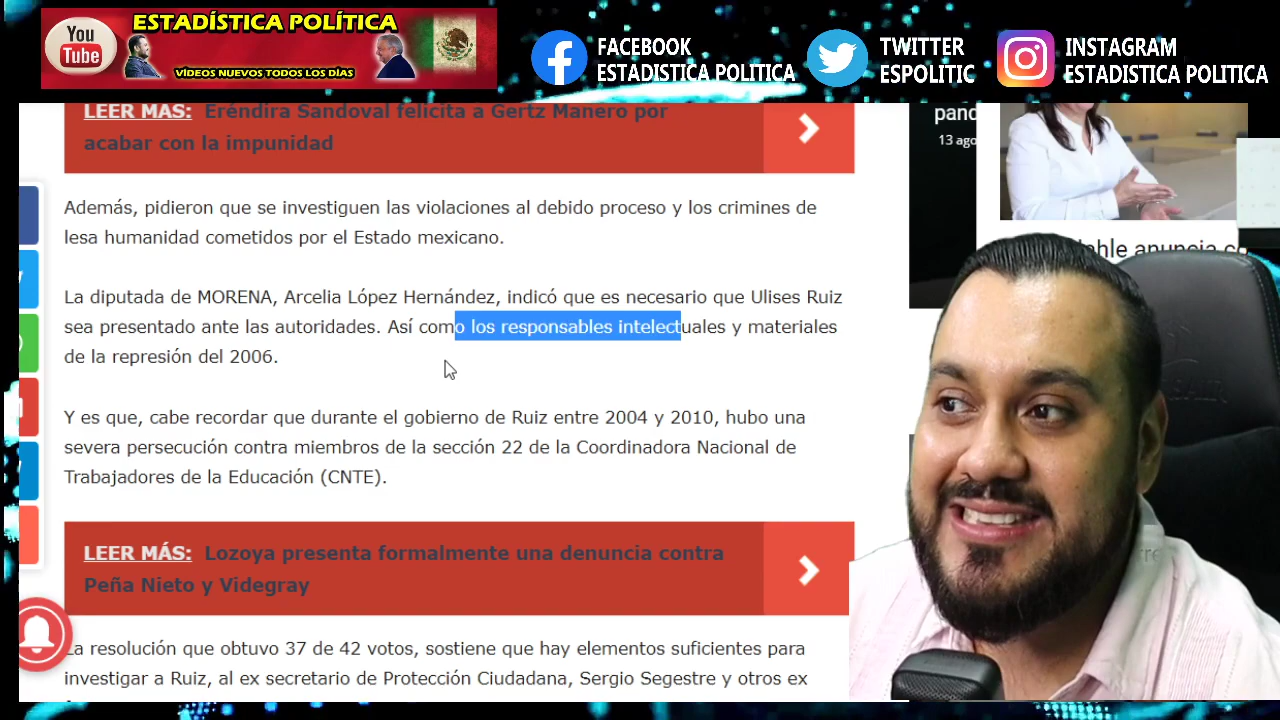 You
Tube
ESTADÍSTICA POLÍTICA
VÍDEOS NUEVOS TODOS LOS DÍAS
FACEBOOK
ESTADISTICA POLITICA
TWITTER
ESPOLITIC
INSTAGRAM
ESTADISTICA POLITICA
LEER MÁS: Eréndira Sandoval felicita a Gertz Manero por
acabar con la impunidad
13 ago
Además, pidieron que se investiguen las violaciones al debido proceso y los crimines de
lesa humanidad cometidos por el Estado mexicano.
La diputada de MORENA, Arcelia López Hernández, indicó que es necesario que Ulises Ruiz
sea presentado ante las autoridades. Así como los responsables intelectuales y materiales
de la represión del 2006.
Y es que, cabe recordar que durante el gobierno de Ruiz entre 2004 y 2010, hubo una
severa persecución contra miembros de la sección 22 de la Coordinadora Nacional de
Trabajadores de la Educación (CNTE).
LEER MÁS: Lozoya presenta formalmente una denuncia contra
Peña Nieto y Videgray
La resolución que obtuvo 37 de 42 votos, sostiene que hay elementos suficientes para
investigar a Ruiz, al ex secretario de Protección Ciudadana, Sergio Segestre y otros ex